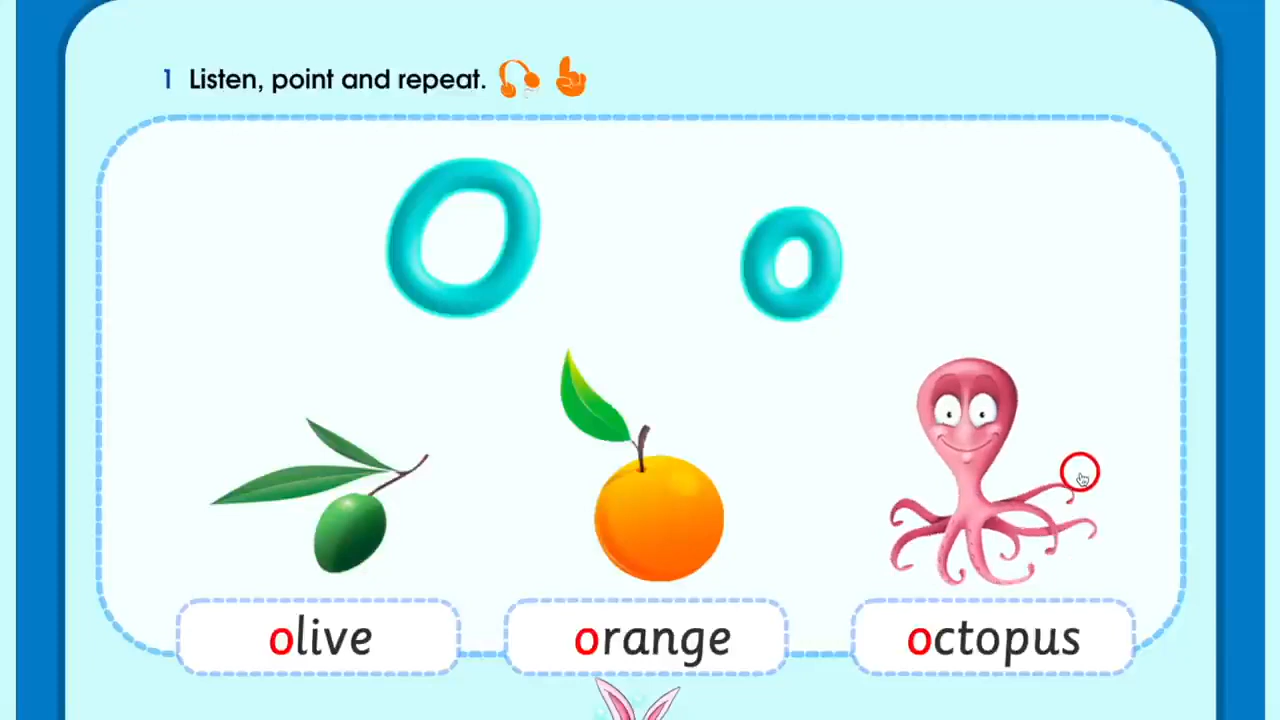 1 Listen, point and repeat.
O o
olive orange octopus